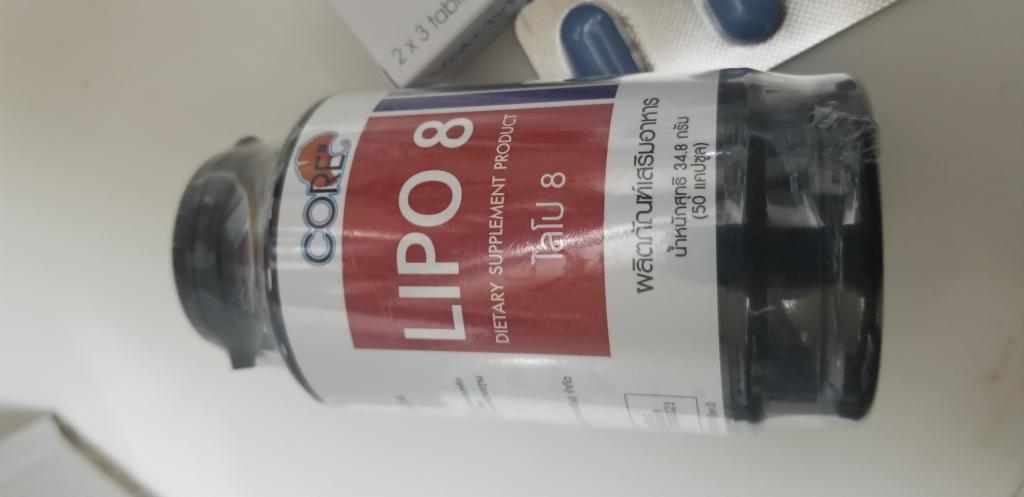 2 x 3 table
CORE
LIPO 8
DIETARY SUPPLEMENT PRODUCT
ไลโป 8
ผลิตภัณฑ์เสริมอาหาร
น้ำหนักสุทธิ 34.8 กรัม
(50 แคปซูล)